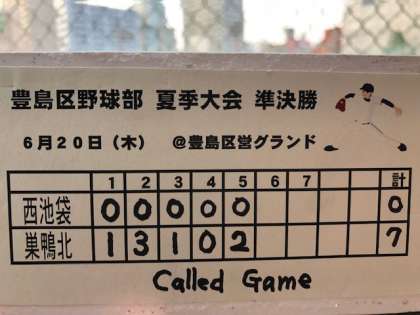 豊島区野球部 夏季大会 準決勝
6月20日（木） @豊島区営グランド
1 2 3 4 5 6 7 計
西池袋 0 0 0 0 0 0
巣鴨北 1 3 1 0 2 7
Called Game